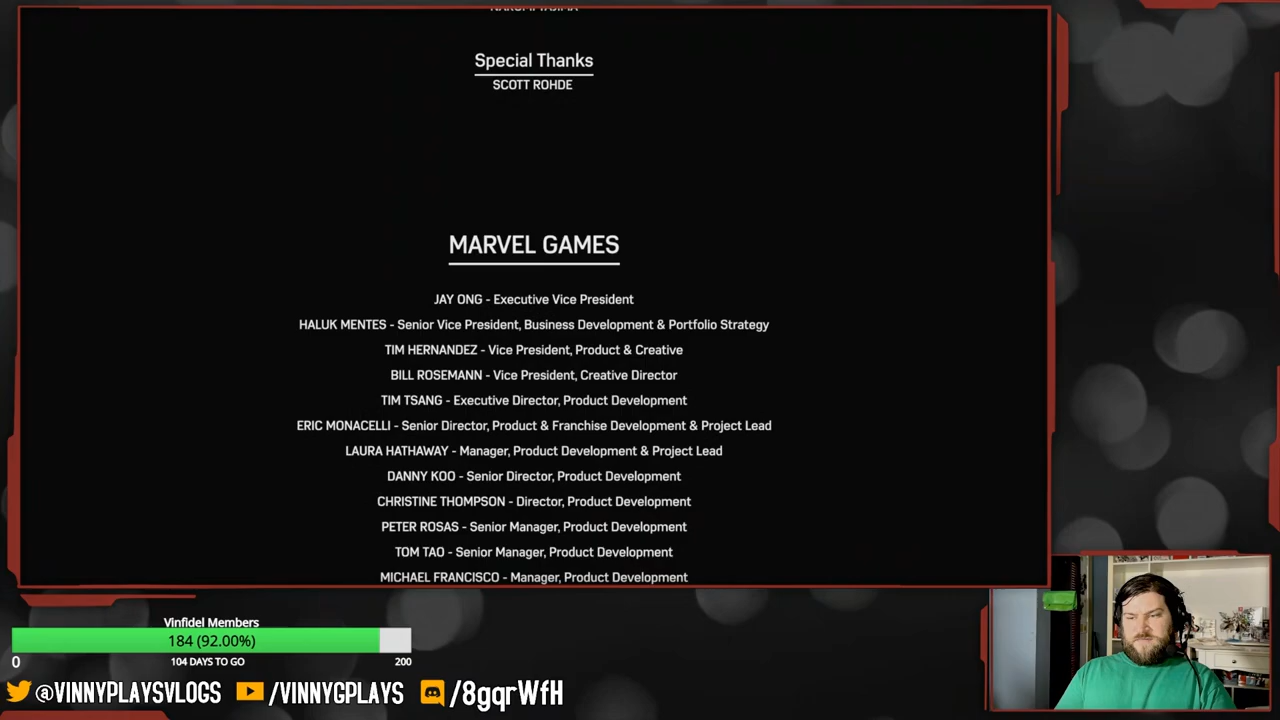 Special Thanks
SCOTT ROHDE
MARVEL GAMES
JAY ONG - Executive Vice President
HALUK MENTES - Senior Vice President, Business Development & Portfolio Strategy
TIM HERNANDEZ - Vice President, Product & Creative
BILL ROSEMANN - Vice President, Creative Director
TIM TSANG - Executive Director, Product Development
ERIC MONACELLI - Senior Director, Product & Franchise Development & Project Lead
LAURA HATHAWAY - Manager, Product Development & Project Lead
DANNY KOO - Senior Director, Product Development
CHRISTINE THOMPSON - Director, Product Development
PETER ROSAS - Senior Manager, Product Development
TOM TAO - Senior Manager, Product Development
MICHAEL FRANCISCO - Manager, Product Development
Vinfidel Members
184 (92.00%)
0 104 DAYS TO GO 200
@VINNYPLAYSVLOGS /VINNYGPLAYS /8gqrWfH